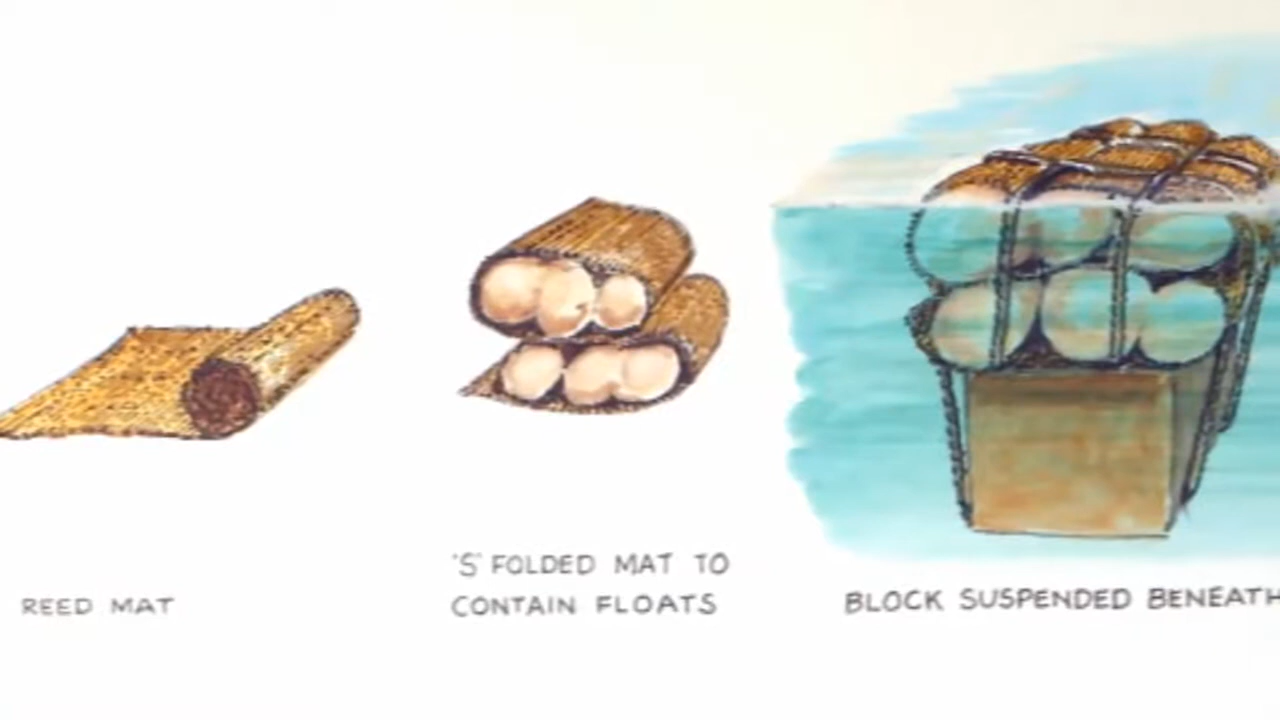 REED MAT
'S' FOLDED MAT TO
CONTAIN FLOATS
BLOCK SUSPENDED BENEATH